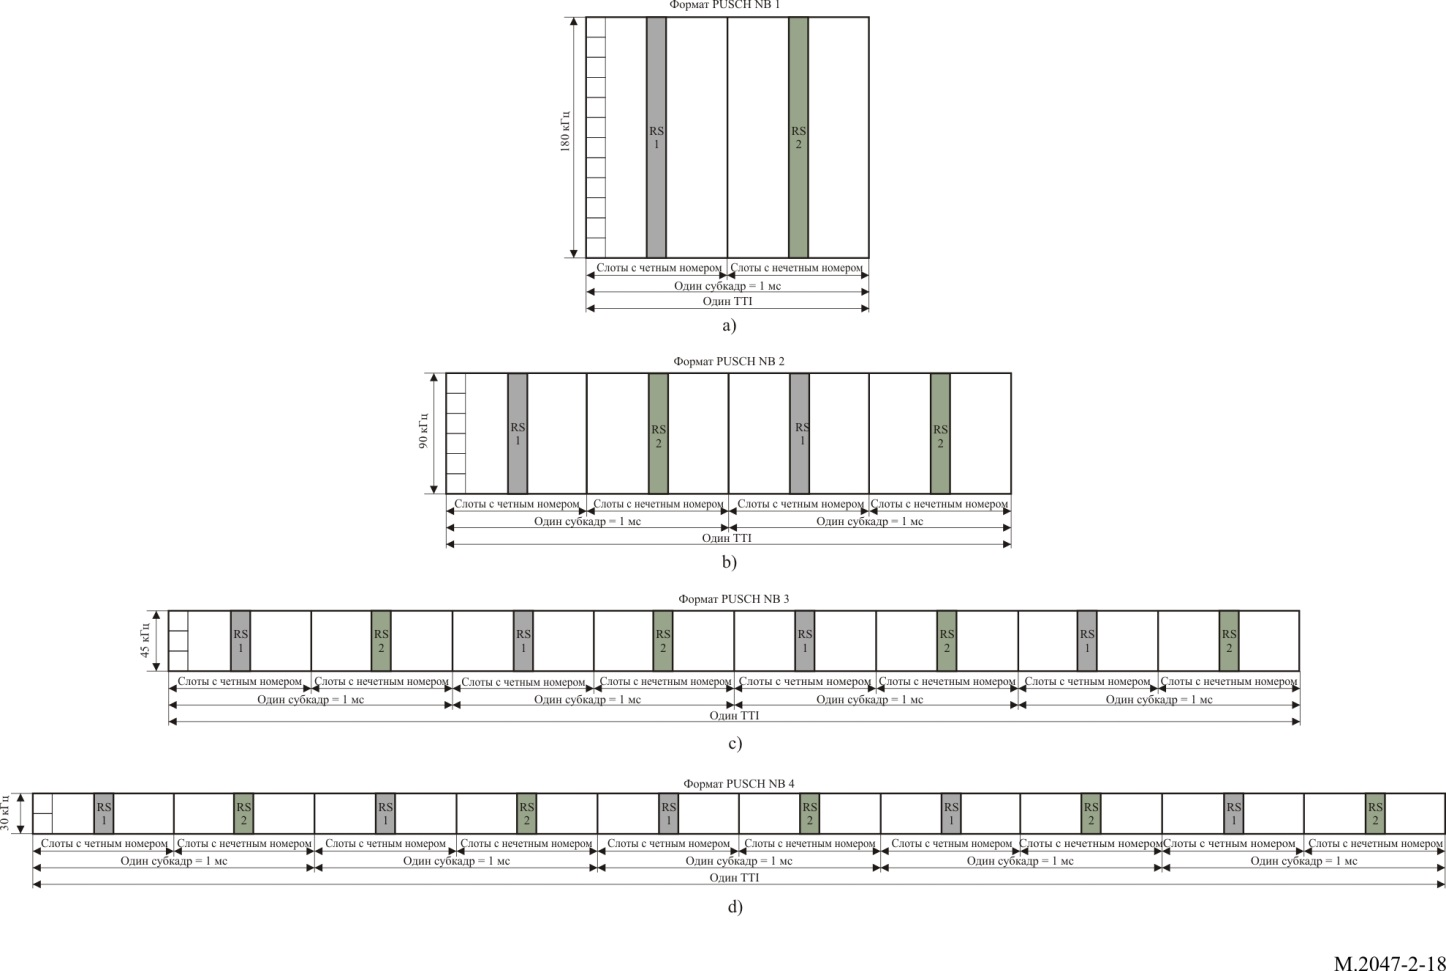 Формат PUSCH NB 1
180 кГц
RS
1
RS
2
Слоты с четным номером
Слоты с нечетным номером
Один субкадр = 1 мс
Один TTI
a)
Формат PUSCH NB 2
90 кГц
RS
1
RS
2
RS
1
RS
2
Слоты с четным номером
Слоты с нечетным номером
Слоты с четным номером
Слоты с нечетным номером
Один субкадр = 1 мс
Один субкадр = 1 мс
Один TTI
b)
Формат PUSCH NB 3
45 кГц
RS
1
RS
2
RS
1
RS
2
RS
1
RS
2
RS
1
RS
2
Слоты с четным номером
Слоты с нечетным номером
Слоты с четным номером
Слоты с нечетным номером
Слоты с четным номером
Слоты с нечетным номером
Слоты с четным номером
Слоты с нечетным номером
Один субкадр = 1 мс
Один субкадр = 1 мс
Один субкадр = 1 мс
Один субкадр = 1 мс
Один TTI
c)
Формат PUSCH NB 4
30 кГц
RS
1
RS
2
RS
1
RS
2
RS
1
RS
2
RS
1
RS
2
RS
1
RS
2
Слоты с четным номером
Слоты с нечетным номером
Слоты с четным номером
Слоты с нечетным номером
Слоты с четным номером
Слоты с нечетным номером
Слоты с четным номером
Слоты с нечетным номером
Слоты с четным номером
Слоты с нечетным номером
Один субкадр = 1 мс
Один субкадр = 1 мс
Один субкадр = 1 мс
Один субкадр = 1 мс
Один субкадр = 1 мс
Один TTI
d)
M.2047-2-18